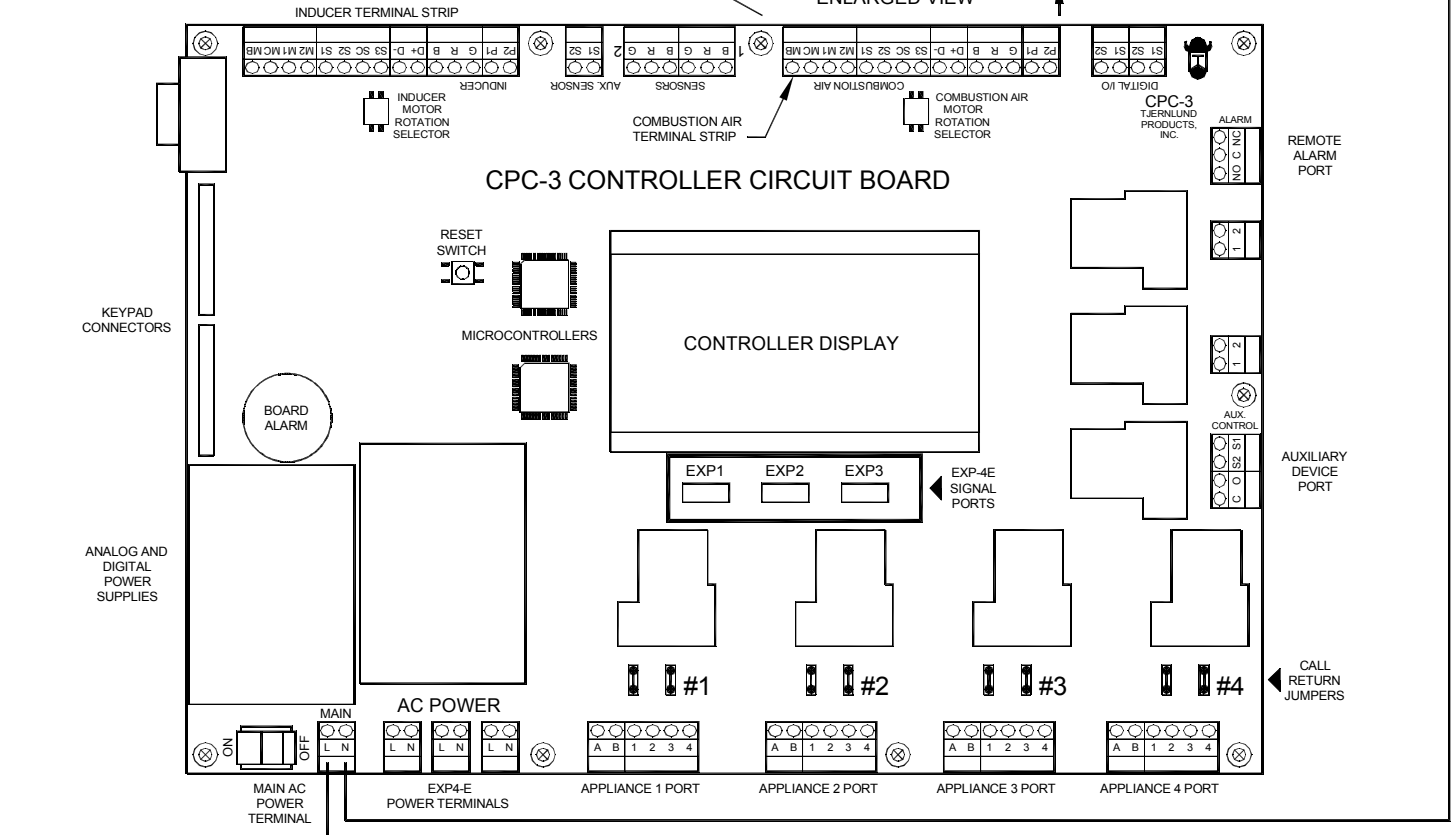 ENLARGED VIEW
INDUCER TERMINAL STRIP
MB MC M1 M2 S1 S2 SC S3 D- D+ B R G P1 P2
INDUCER
S2 S1
AUX. SENSOR
2
G R B G R B
1
SENSORS
MB MC M1 M2 S1 S2 SC S3 D- D+ B R G P1 P2
COMBUSTION AIR
S2 S1 S2 S1
DIGITAL I/O
INDUCER
MOTOR
ROTATION
SELECTOR
COMBUSTION AIR
TERMINAL STRIP
COMBUSTION AIR
MOTOR
ROTATION
SELECTOR
CPC-3
TJERNLUND
PRODUCTS,
INC.
ALARM
NO C NC
REMOTE
ALARM
PORT
CPC-3 CONTROLLER CIRCUIT BOARD
RESET
SWITCH
1 2
KEYPAD
CONNECTORS
MICROCONTROLLERS
CONTROLLER DISPLAY
1 2
BOARD
ALARM
AUX.
CONTROL
C O S2 S1
AUXILIARY
DEVICE
PORT
EXP1 EXP2 EXP3
EXP-4E
SIGNAL
PORTS
ANALOG AND
DIGITAL
POWER
SUPPLIES
#1 #2 #3 #4
CALL
RETURN
JUMPERS
AC POWER
MAIN
ON OFF
L N L N L N L N
A B 1 2 3 4 A B 1 2 3 4 A B 1 2 3 4 A B 1 2 3 4
MAIN AC
POWER
TERMINAL
EXP4-E
POWER TERMINALS
APPLIANCE 1 PORT APPLIANCE 2 PORT APPLIANCE 3 PORT APPLIANCE 4 PORT